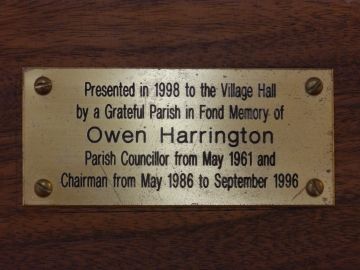 Presented in 1998 to the Village Hall
by a Grateful Parish in Fond Memory of
Owen Harrington
Parish Councillor from May 1961 and
Chairman from May 1986 to September 1996